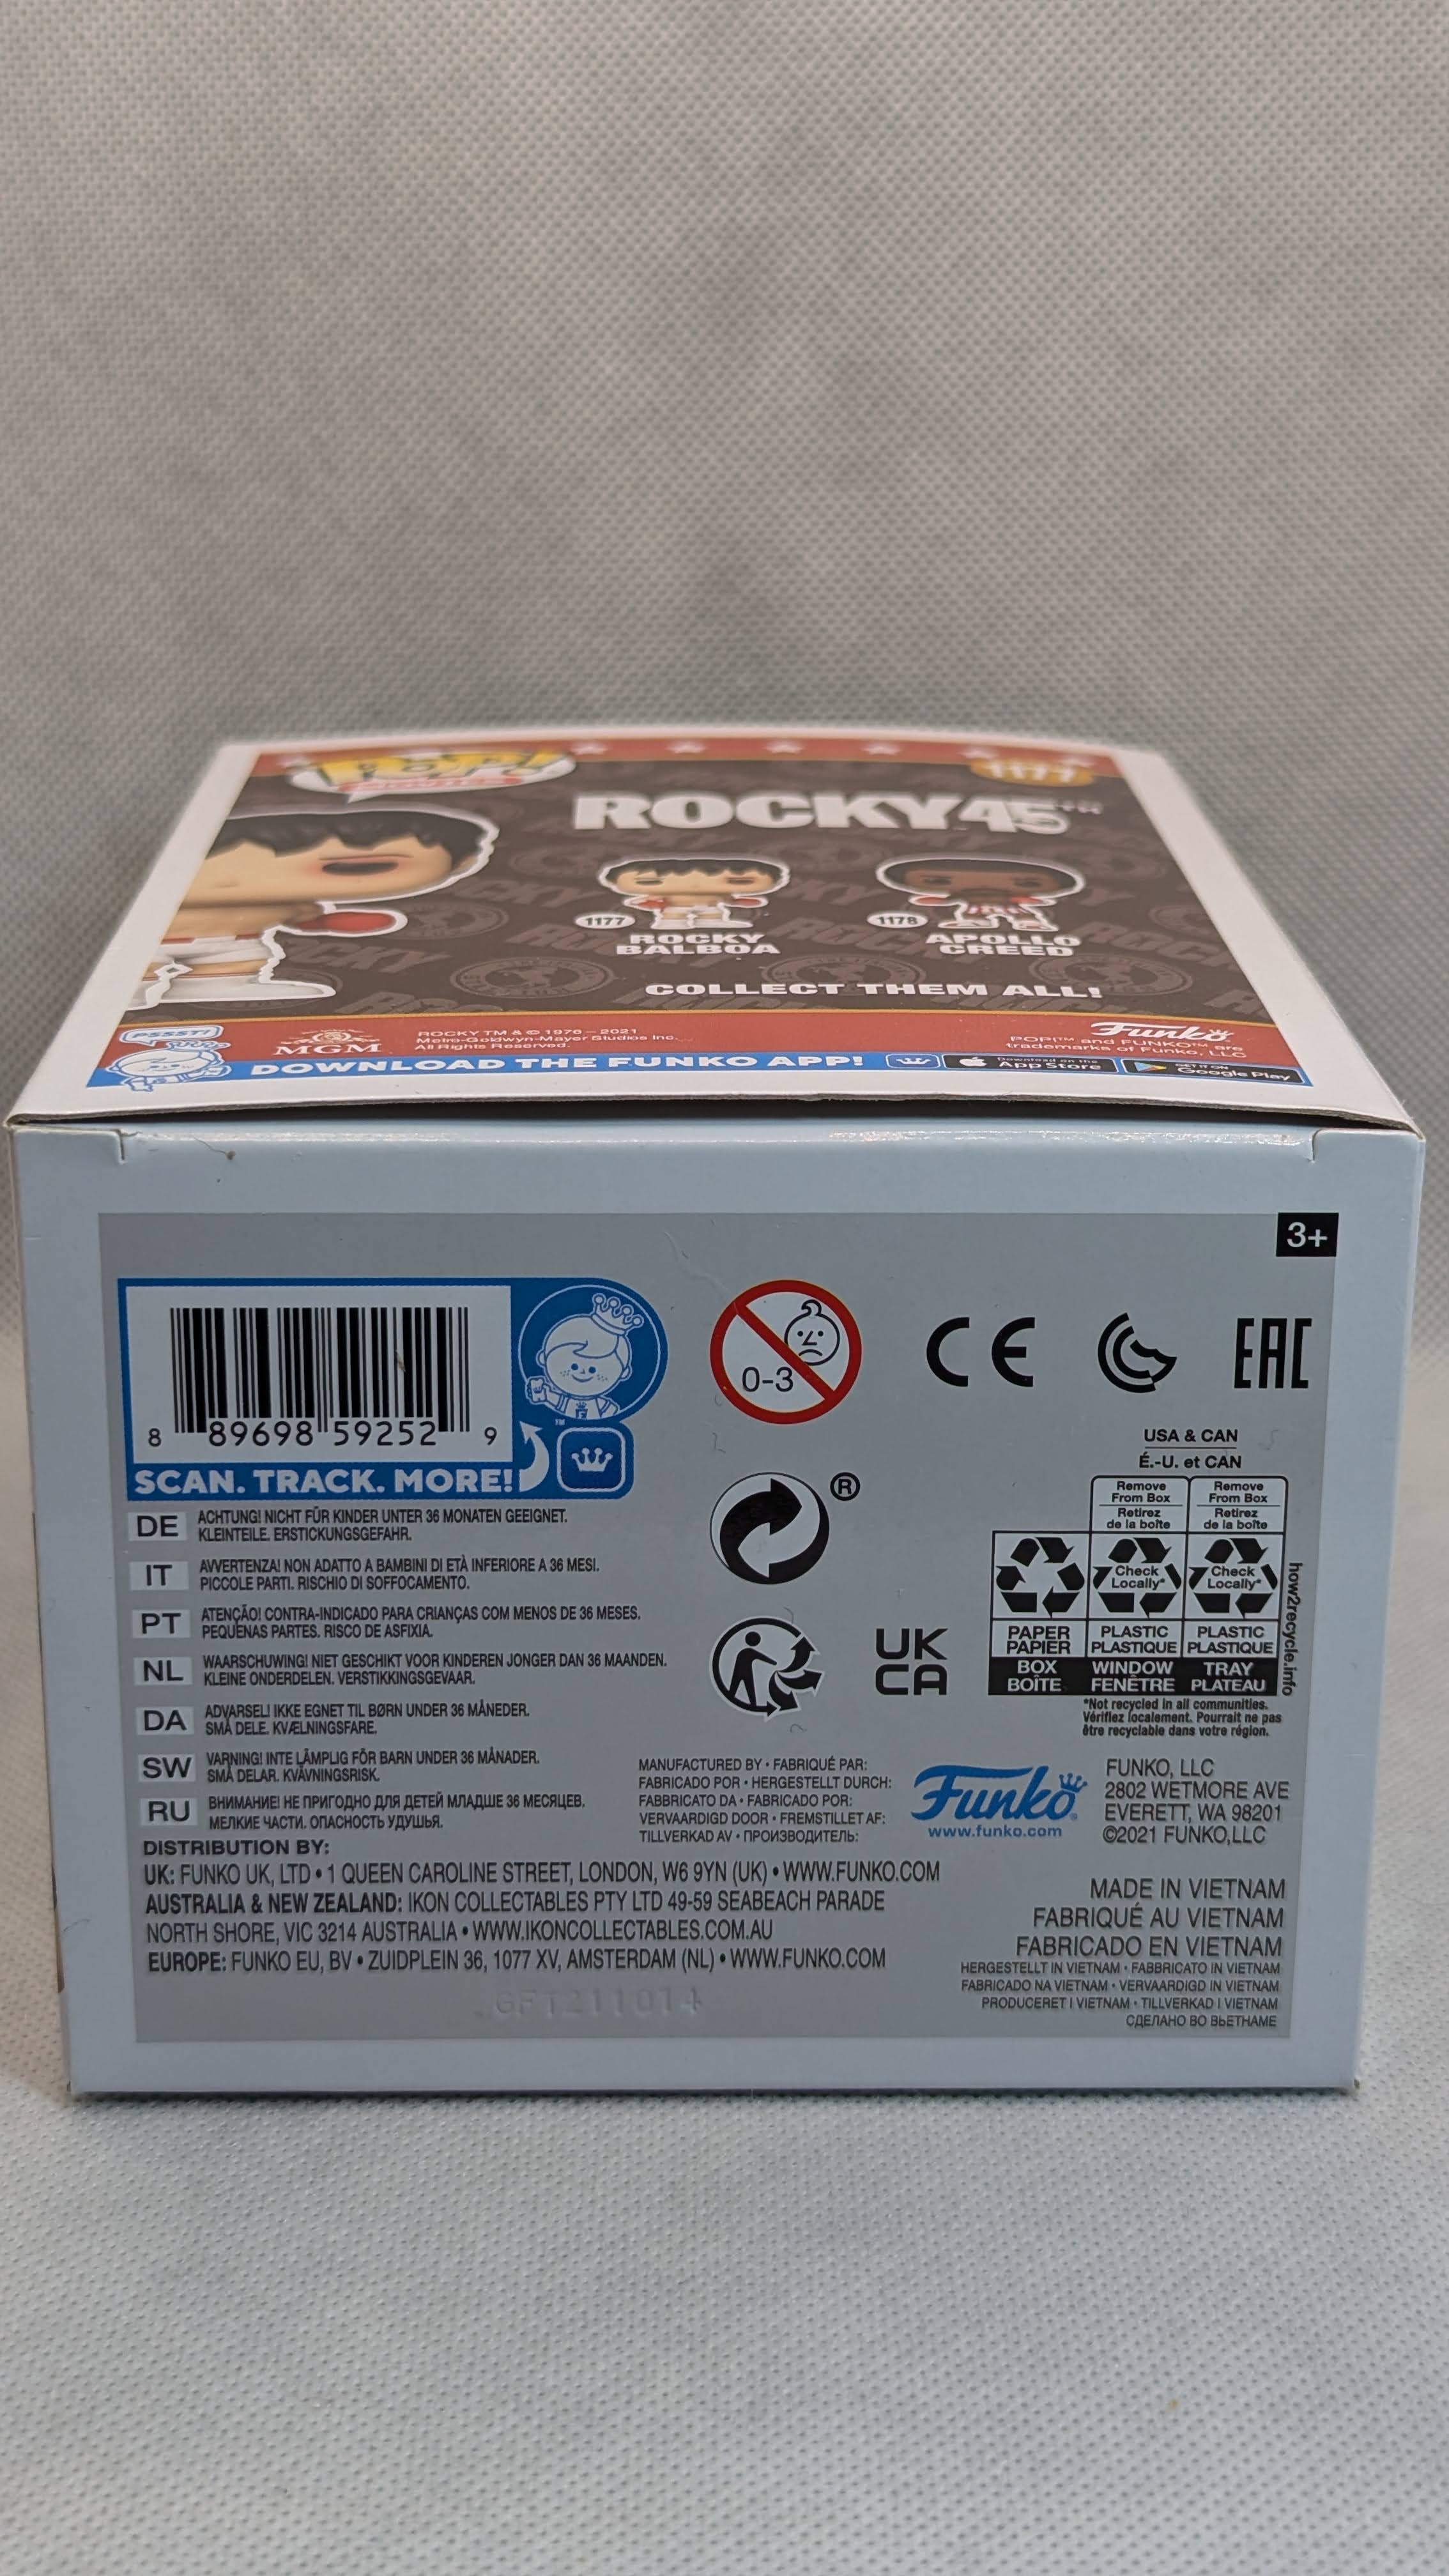 POP!
1177
ROCKY 45TH
1177
ROCKY
BALBOA
1178
APOLLO
CREED
COLLECT THEM ALL!
PSSST!
MGM
ROCKY TM & © 1976 – 2021
Metro-Goldwyn-Mayer Studios Inc.
All Rights Reserved.
Funko
POP!™ and FUNKO™ are
trademarks of Funko, LLC
DOWNLOAD THE FUNKO APP!
Download on the
App Store
GET IT ON
Google Play
3+
8 89698 59252 9
SCAN. TRACK. MORE!
™
0-3
CE
EAC
®
UK
CA
USA & CAN
É.-U. et CAN
Remove
From Box
Retirez
de la boîte
Remove
From Box
Retirez
de la boîte
Check
Locally*
Check
Locally*
PAPER
PAPIER
PLASTIC
PLASTIQUE
PLASTIC
PLASTIQUE
BOX
BOÎTE
WINDOW
FENÊTRE
TRAY
PLATEAU
how2recycle.info
*Not recycled in all communities.
Vérifiez localement. Pourrait ne pas
être recyclable dans votre région.
DE ACHTUNG! NICHT FÜR KINDER UNTER 36 MONATEN GEEIGNET.
KLEINTEILE. ERSTICKUNGSGEFAHR.
IT AVVERTENZA! NON ADATTO A BAMBINI DI ETÀ INFERIORE A 36 MESI.
PICCOLE PARTI. RISCHIO DI SOFFOCAMENTO.
PT ATENÇÃO! CONTRA-INDICADO PARA CRIANÇAS COM MENOS DE 36 MESES.
PEQUENAS PARTES. RISCO DE ASFIXIA.
NL WAARSCHUWING! NIET GESCHIKT VOOR KINDEREN JONGER DAN 36 MAANDEN.
KLEINE ONDERDELEN. VERSTIKKINGSGEVAAR.
DA ADVARSEL! IKKE EGNET TIL BØRN UNDER 36 MÅNEDER.
SMÅ DELE. KVÆLNINGSFARE.
SW VARNING! INTE LÄMPLIG FÖR BARN UNDER 36 MÅNADER.
SMÅ DELAR. KVÄVNINGSRISK.
RU ВНИМАНИЕ! НЕ ПРИГОДНО ДЛЯ ДЕТЕЙ МЛАДШЕ 36 МЕСЯЦЕВ.
МЕЛКИЕ ЧАСТИ. ОПАСНОСТЬ УДУШЬЯ.
MANUFACTURED BY • FABRIQUÉ PAR:
FABRICADO POR • HERGESTELLT DURCH:
FABBRICATO DA • FABRICADO POR:
VERVAARDIGD DOOR • FREMSTILLET AF:
TILLVERKAD AV • ПРОИЗВОДИТЕЛЬ:
Funko
www.funko.com
FUNKO, LLC
2802 WETMORE AVE
EVERETT, WA 98201
©2021 FUNKO,LLC
DISTRIBUTION BY:
UK: FUNKO UK, LTD • 1 QUEEN CAROLINE STREET, LONDON, W6 9YN (UK) • WWW.FUNKO.COM
AUSTRALIA & NEW ZEALAND: IKON COLLECTABLES PTY LTD 49-59 SEABEACH PARADE
NORTH SHORE, VIC 3214 AUSTRALIA • WWW.IKONCOLLECTABLES.COM.AU
EUROPE: FUNKO EU, BV • ZUIDPLEIN 36, 1077 XV, AMSTERDAM (NL) • WWW.FUNKO.COM
MADE IN VIETNAM
FABRIQUÉ AU VIETNAM
FABRICADO EN VIETNAM
HERGESTELLT IN VIETNAM • FABBRICATO IN VIETNAM
FABRICADO NA VIETNAM • VERVAARDIGD IN VIETNAM
PRODUCERET I VIETNAM • TILLVERKAD I VIETNAM
СДЕЛАНО ВО ВЬЕТНАМЕ
GFT211014